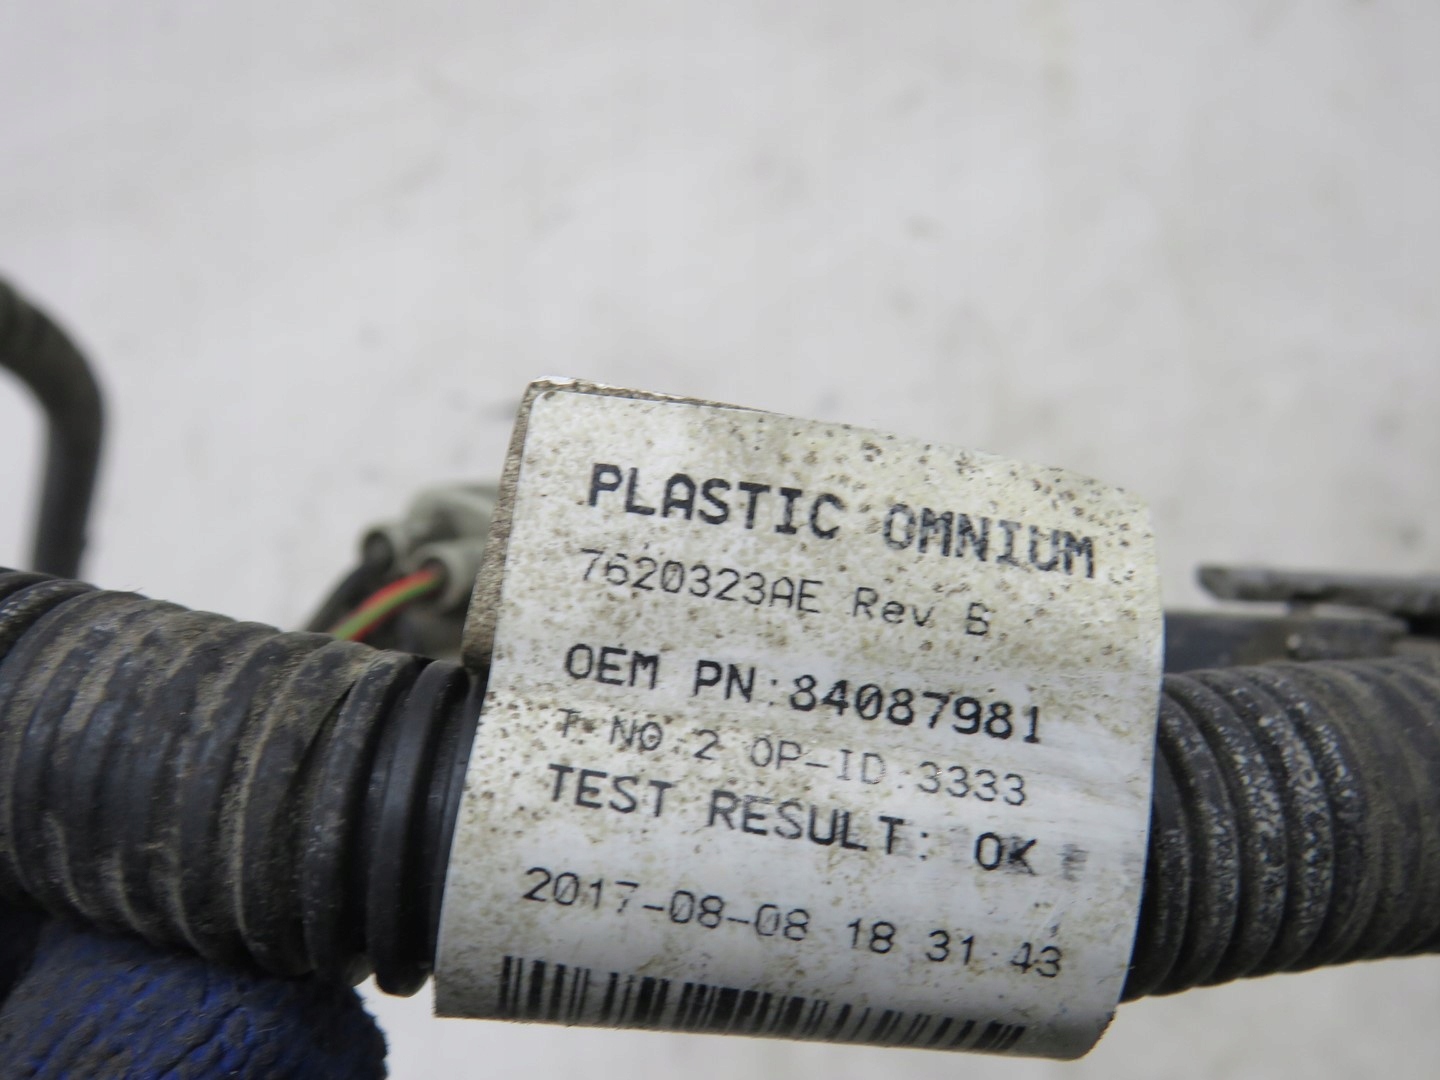 PLASTIC OMNIUM
7620323AE Rev
OEM PN:84087981
T NO:2 OP-ID:3333
TEST RESULT: OK
2017-08-08 18:31:43